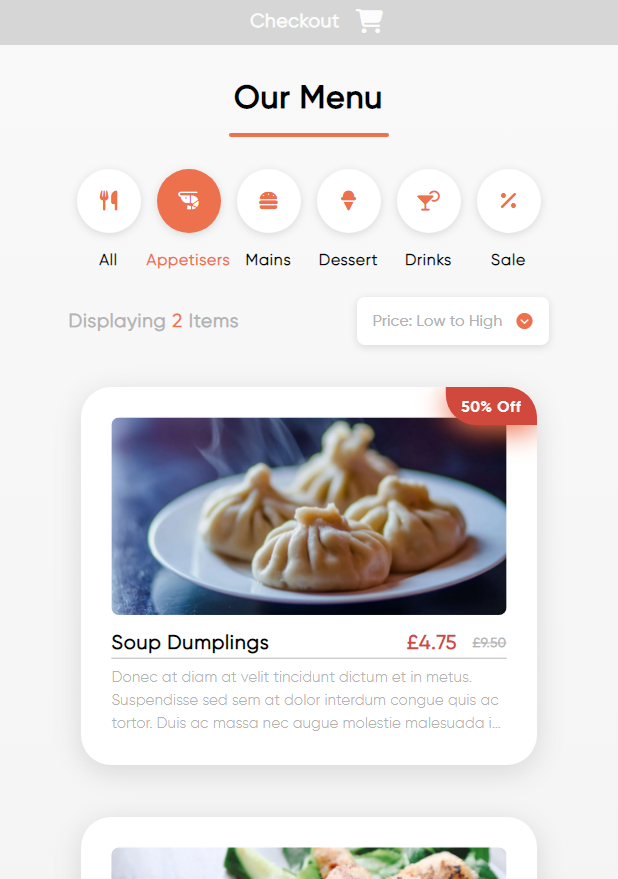 Checkout
Our Menu
All Appetisers Mains Dessert Drinks Sale
Displaying 2 Items
Price: Low to High
50% Off
Soup Dumplings £4.75 £9.50
Donec at diam at velit tincidunt dictum et in metus.
Suspendisse sed sem at dolor interdum congue quis ac
tortor. Duis ac massa nec augue molestie malesuada i...